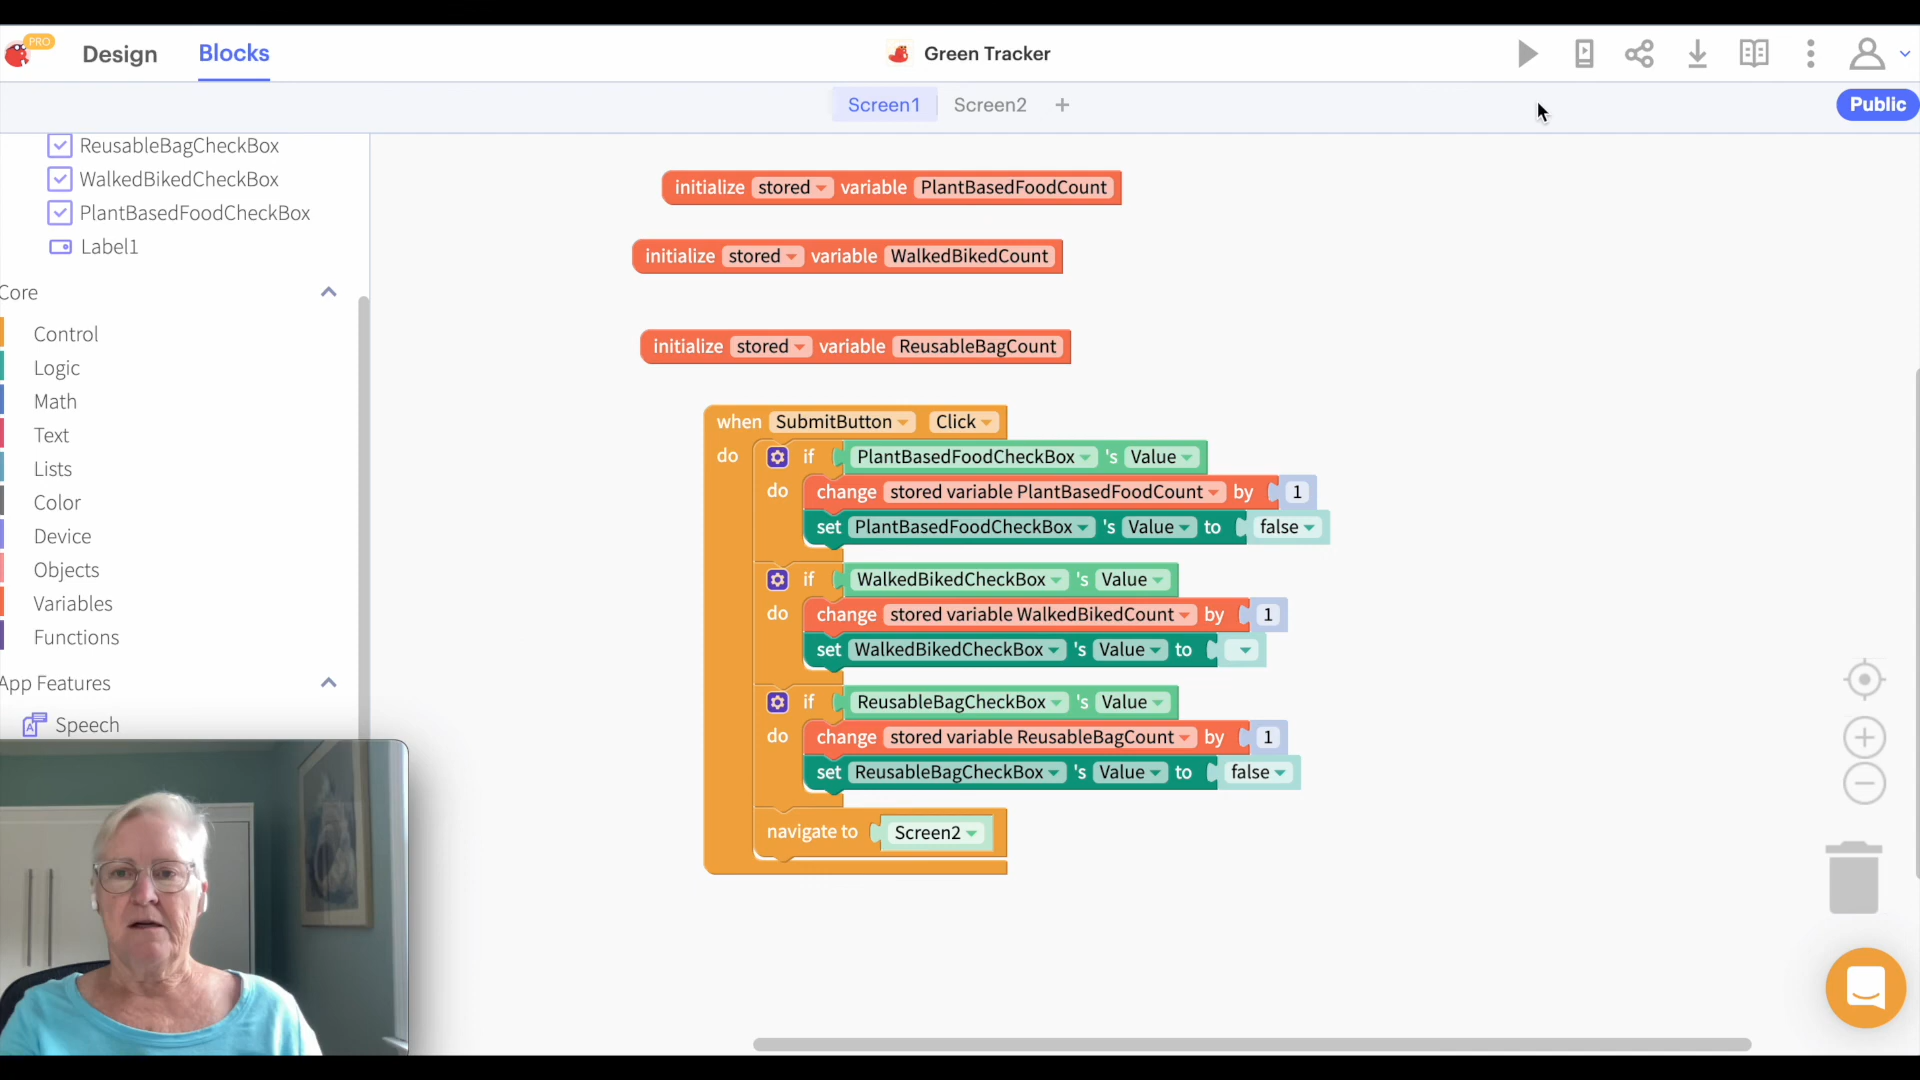 PRO
Design
Blocks
Green Tracker
Screen1
Screen2
+
Public
ReusableBagCheckBox
WalkedBikedCheckBox
PlantBasedFoodCheckBox
Label1
Core
Control
Logic
Math
Text
Lists
Color
Device
Objects
Variables
Functions
App Features
Speech
initialize stored variable PlantBasedFoodCount
initialize stored variable WalkedBikedCount
initialize stored variable ReusableBagCount
when SubmitButton Click
do if PlantBasedFoodCheckBox 's Value
do change stored variable PlantBasedFoodCount by 1
set PlantBasedFoodCheckBox 's Value to false
if WalkedBikedCheckBox 's Value
do change stored variable WalkedBikedCount by 1
set WalkedBikedCheckBox 's Value to
if ReusableBagCheckBox 's Value
do change stored variable ReusableBagCount by 1
set ReusableBagCheckBox 's Value to false
navigate to Screen2